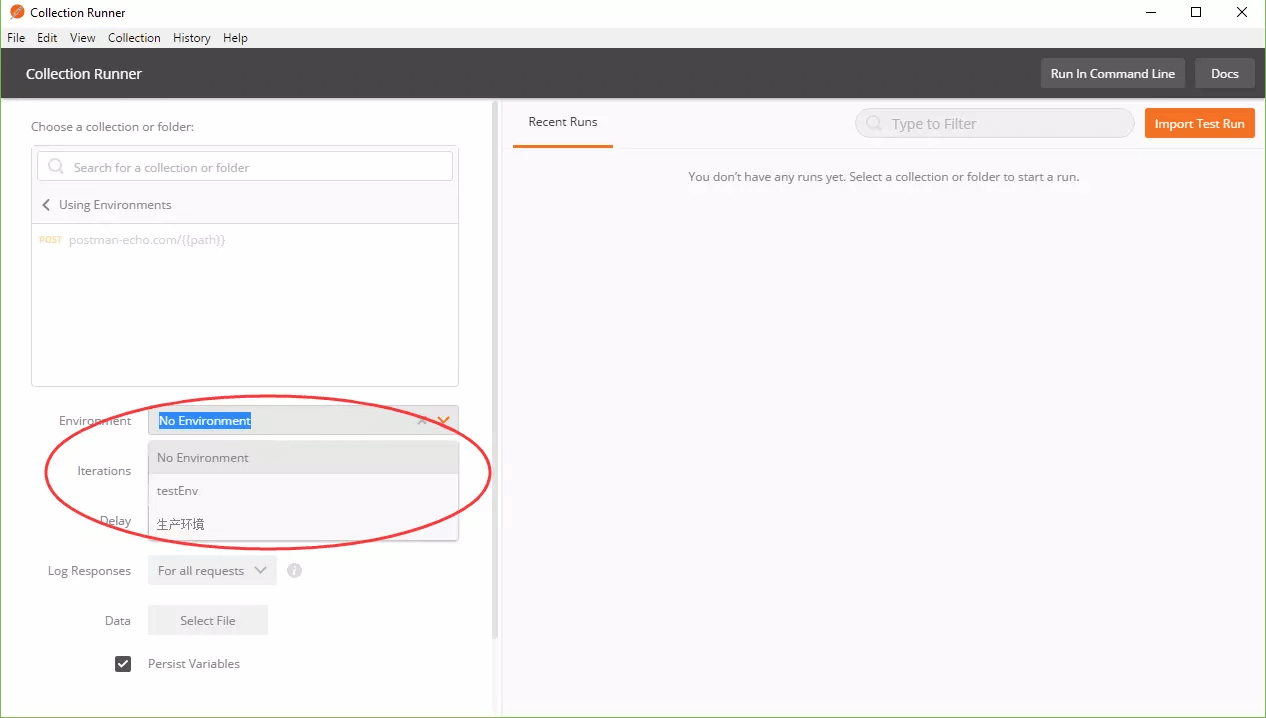 Collection Runner
File Edit View Collection History Help
Collection Runner
Run In Command Line
Docs
Choose a collection or folder:
Search for a collection or folder
Using Environments
POST postman-echo.com/{{path}}
Environment No Environment
No Environment
Iterations
testEnv
Delay
生产环境
Log Responses For all requests
Data Select File
Persist Variables
Recent Runs
Type to Filter
Import Test Run
You don't have any runs yet. Select a collection or folder to start a run.